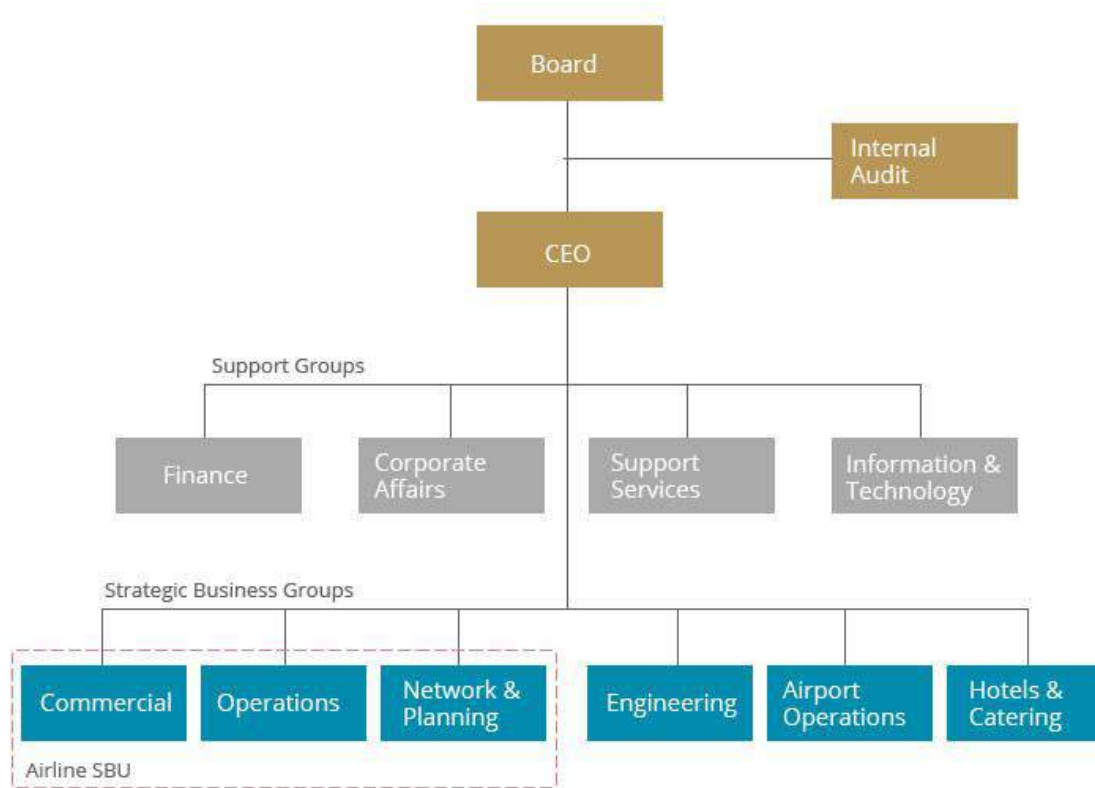 Board
Internal
Audit
CEO
Support Groups
Finance
Corporate
Affairs
Support
Services
Information &
Technology
Strategic Business Groups
Commercial
Operations
Network &
Planning
Engineering
Airport
Operations
Hotels &
Catering
Airline SBU